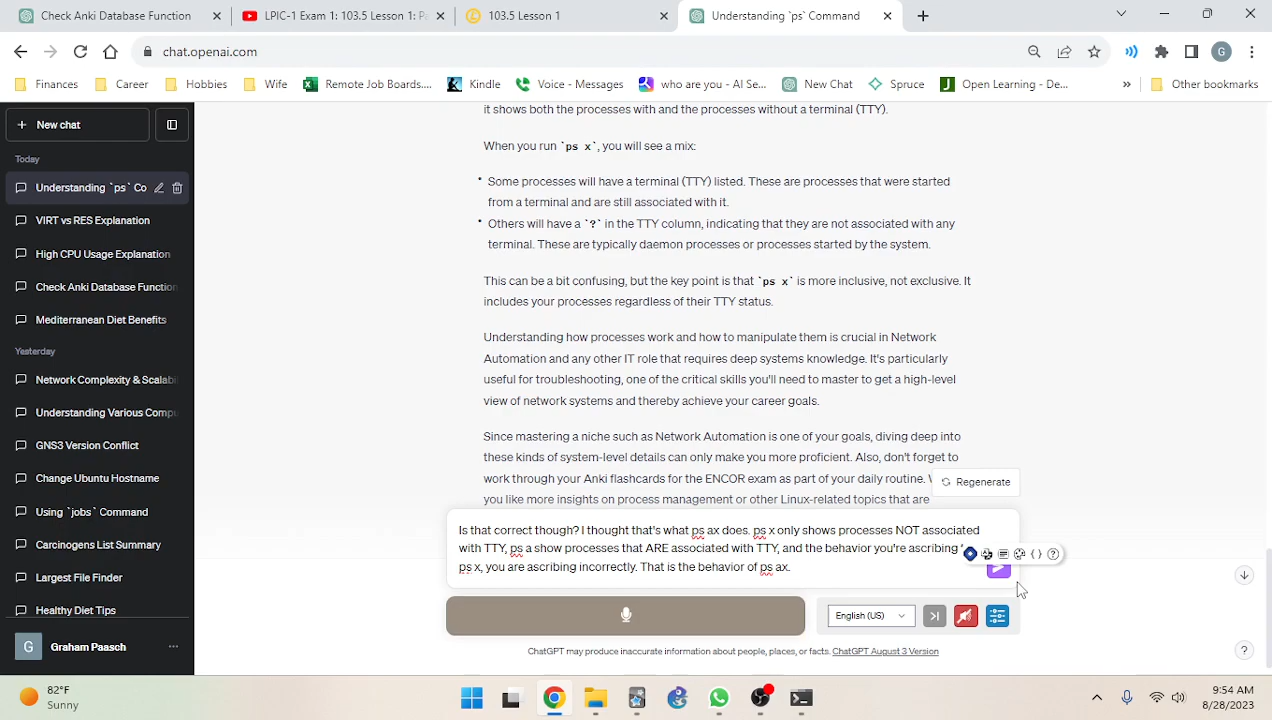 Check Anki Database Function
LPIC-1 Exam 1: 103.5 Lesson 1: Pa
103.5 Lesson 1
Understanding `ps` Command
chat.openai.com
G
Finances
Career
Hobbies
Wife
Remote Job Boards....
Kindle
Voice - Messages
who are you - AI Se...
New Chat
Spruce
Open Learning - De...
»
Other bookmarks
New chat
Today
Understanding `ps` Co
VIRT vs RES Explanation
High CPU Usage Explanation
Check Anki Database Function
Mediterranean Diet Benefits
Yesterday
Network Complexity & Scalabi
Understanding Various Compu
GNS3 Version Conflict
Change Ubuntu Hostname
Using `jobs` Command
Carcinogens List Summary
Largest File Finder
Healthy Diet Tips
G
Graham Paasch
...
it shows both the processes with and the processes without a terminal (TTY).
When you run `ps x`, you will see a mix:
• Some processes will have a terminal (TTY) listed. These are processes that were started
from a terminal and are still associated with it.
• Others will have a `?` in the TTY column, indicating that they are not associated with any
terminal. These are typically daemon processes or processes started by the system.
This can be a bit confusing, but the key point is that `ps x` is more inclusive, not exclusive. It
includes your processes regardless of their TTY status.
Understanding how processes work and how to manipulate them is crucial in Network
Automation and any other IT role that requires deep systems knowledge. It's particularly
useful for troubleshooting, one of the critical skills you'll need to master to get a high-level
view of network systems and thereby achieve your career goals.
Since mastering a niche such as Network Automation is one of your goals, diving deep into
these kinds of system-level details can only make you more proficient. Also, don't forget to
work through your Anki flashcards for the ENCOR exam as part of your daily routine.
you like more insights on process management or other Linux-related topics that are
Regenerate
Is that correct though? I thought that's what ps ax does. ps x only shows processes NOT associated
with TTY, ps a show processes that ARE associated with TTY, and the behavior you're ascribing
ps x, you are ascribing incorrectly. That is the behavior of ps ax.
English (US)
ChatGPT may produce inaccurate information about people, places, or facts. ChatGPT August 3 Version
?
82°F
Sunny
9:54 AM
8/28/2023